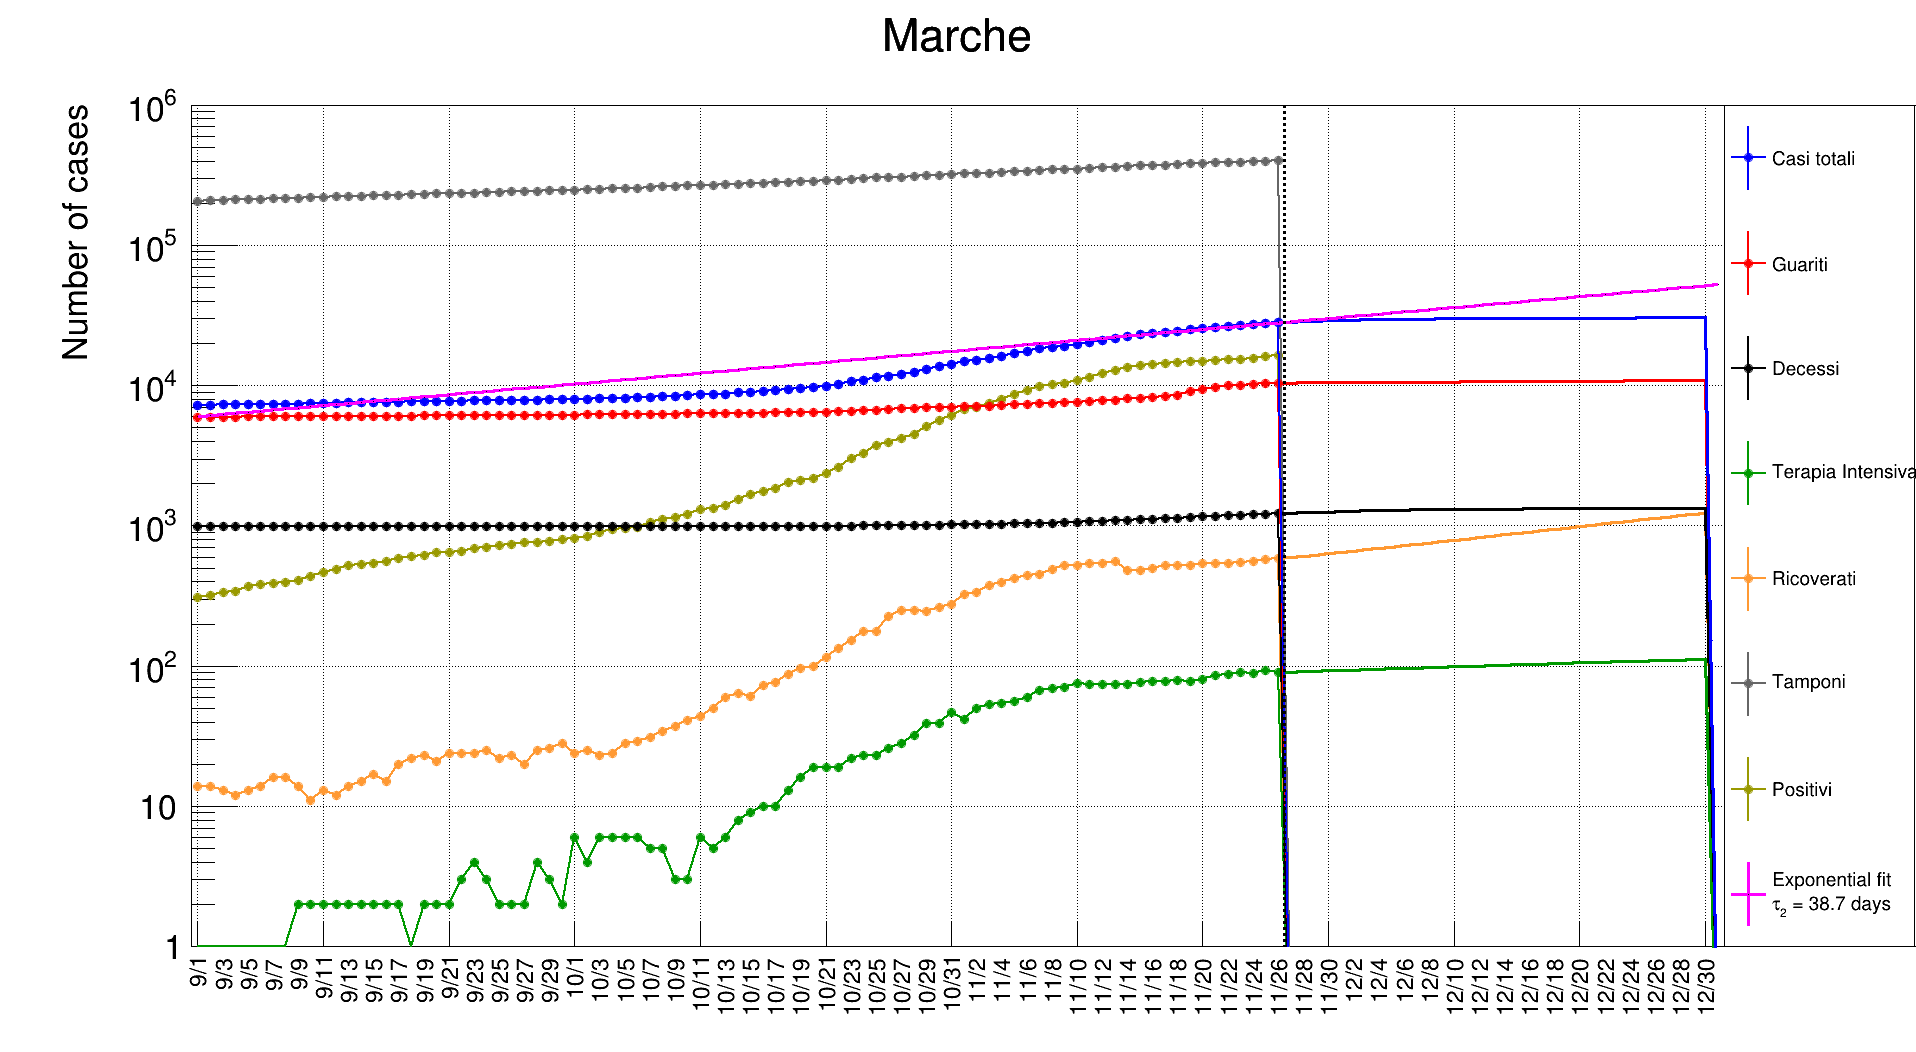 Marche
Number of cases
10^6
10^5
10^4
10^3
10^2
10
1
9/1 9/3 9/5 9/7 9/9 9/11 9/13 9/15 9/17 9/19 9/21 9/23 9/25 9/27 9/29 10/1 10/3 10/5 10/7 10/9 10/11 10/13 10/15 10/17 10/19 10/21 10/23 10/25 10/27 10/29 10/31 11/2 11/4 11/6 11/8 11/10 11/12 11/14 11/16 11/18 11/20 11/22 11/24 11/26 11/28 11/30 12/2 12/4 12/6 12/8 12/10 12/12 12/14 12/16 12/18 12/20 12/22 12/24 12/26 12/28 12/30
Casi totali
Guariti
Decessi
Terapia Intensiva
Ricoverati
Tamponi
Positivi
Exponential fit
τ₂ = 38.7 days